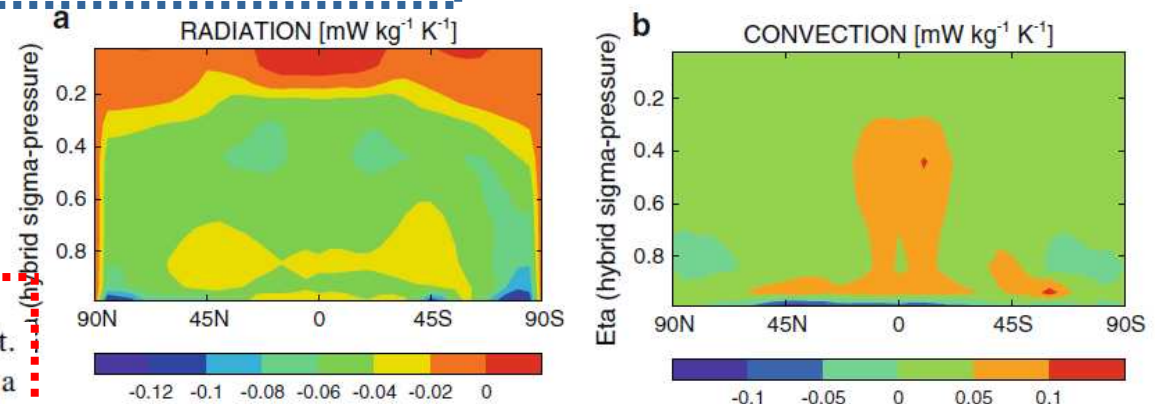 a
RADIATION [mW kg⁻¹ K⁻¹]
(hybrid sigma-pressure)
0.2
0.4
0.6
0.8
90N 45N 0 45S 90S
-0.12 -0.1 -0.08 -0.06 -0.04 -0.02 0
t.
a
b
CONVECTION [mW kg⁻¹ K⁻¹]
Eta (hybrid sigma-pressure)
0.2
0.4
0.6
0.8
90N 45N 0 45S 90S
-0.1 -0.05 0 0.05 0.1